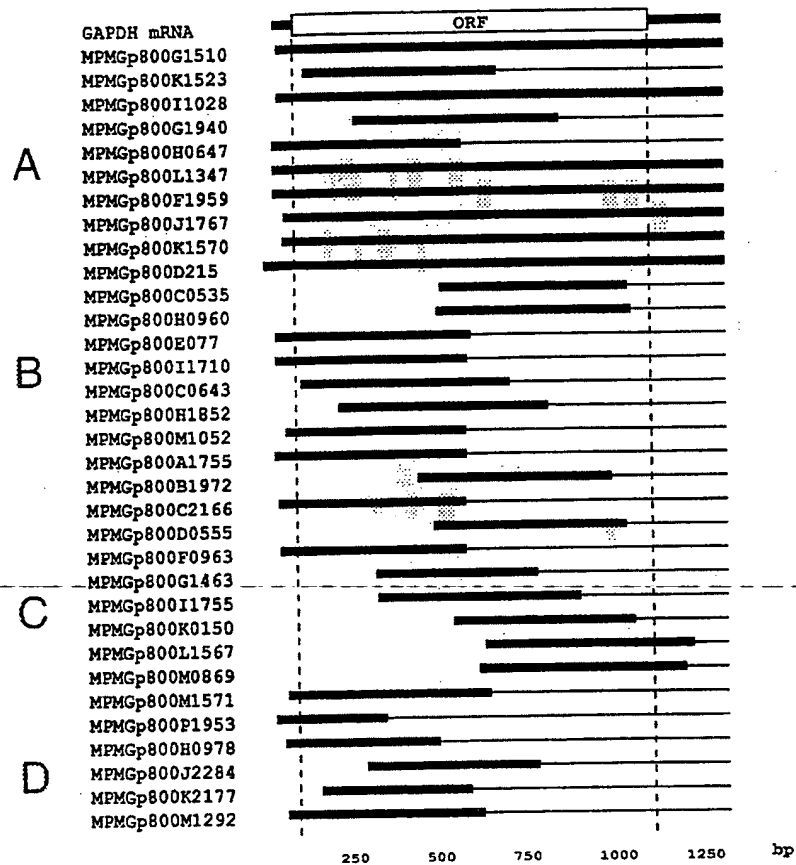 ORF
GAPDH mRNA
MPMGp800G1510
MPMGp800K1523
MPMGp800I1028
MPMGp800G1940
MPMGp800H0647
A
MPMGp800L1347
MPMGp800F1959
MPMGp800J1767
MPMGp800K1570
MPMGp800D215
MPMGp800C0535
MPMGp800H0960
MPMGp800E077
B
MPMGp800I1710
MPMGp800C0643
MPMGp800H1852
MPMGp800M1052
MPMGp800A1755
MPMGp800B1972
MPMGp800C2166
MPMGp800D0555
MPMGp800F0963
MPMGp800G1463
C
MPMGp800I1755
MPMGp800K0150
MPMGp800L1567
MPMGp800M0869
MPMGp800M1571
MPMGp800P1953
MPMGp800H0978
D
MPMGp800J2284
MPMGp800K2177
MPMGp800M1292
250 500 750 1000 1250 bp